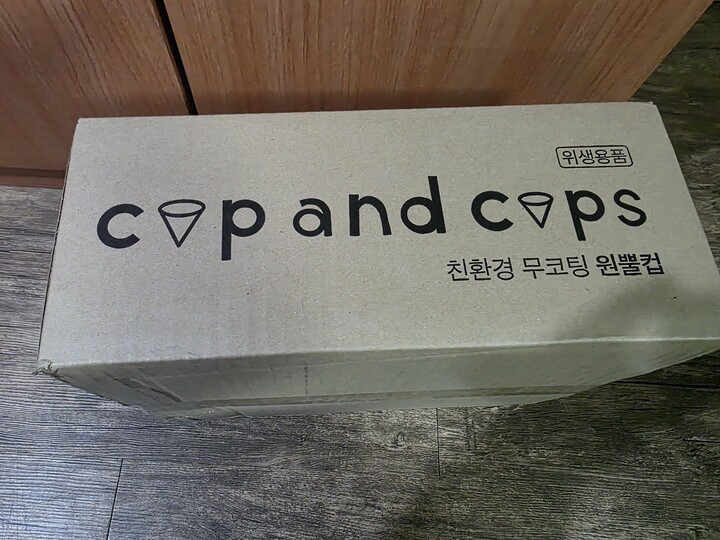 위생용품
cup and cups
친환경 무코팅 원뿔컵